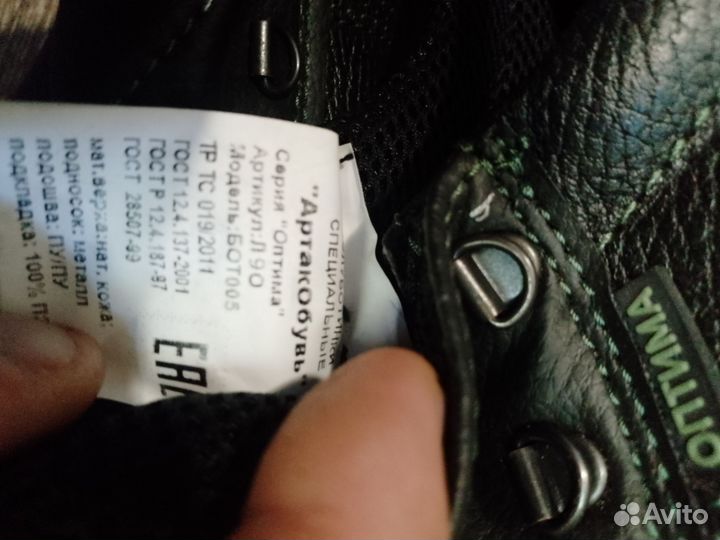 СПЕЦИАЛЬНЫЕ
"АртакОбувь"
Серия "Оптима"
Артикул:Л 90
Модель:БОТ005
ТР ТС 019/2011
ГОСТ 12.4.137-2001
ГОСТ Р 12.4.187-97
ГОСТ 28507-99
мат.верха:нат. кожа;
подносок: металл
подошва: ПУ/ПУ
подкладка: 100%
EAC
ОПТИМА
Avito